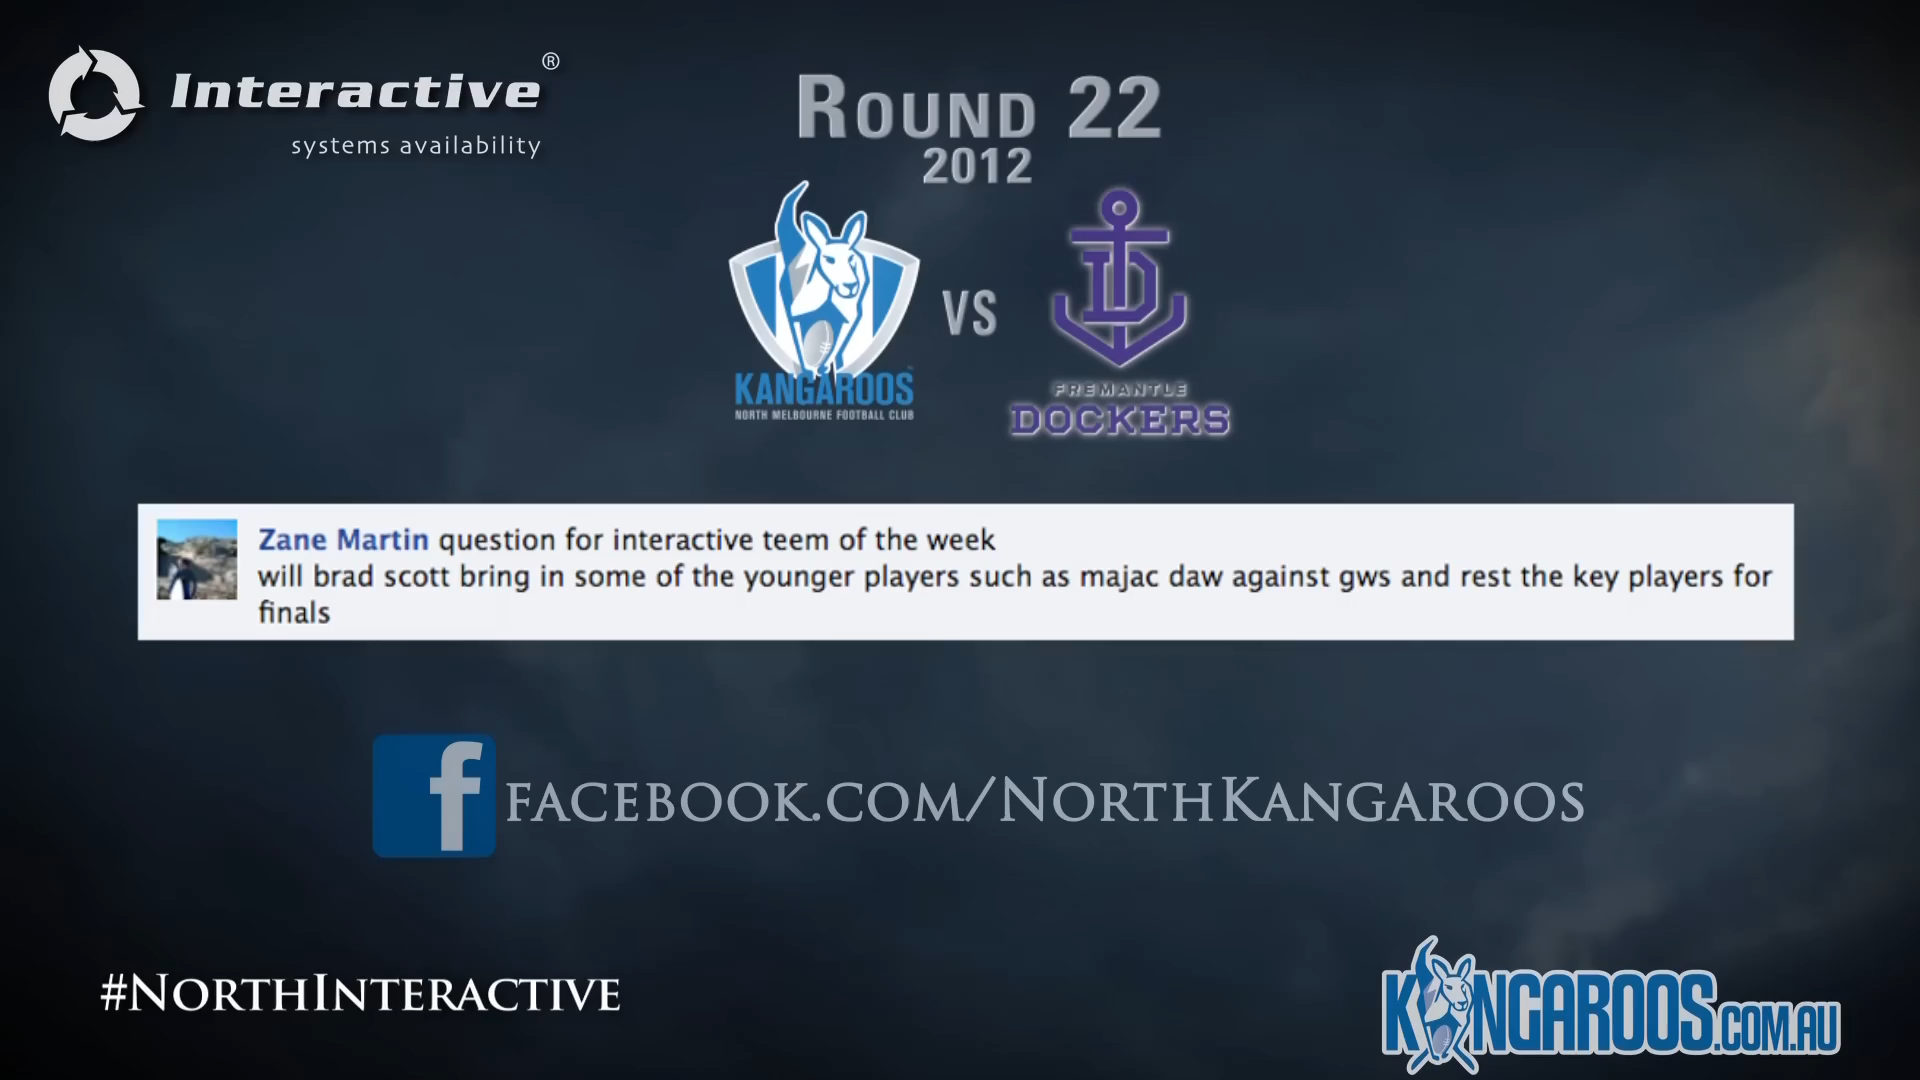 Interactive®
systems availability
ROUND 22
2012
VS
KANGAROOS
NORTH MELBOURNE FOOTBALL CLUB
FREMANTLE
DOCKERS
Zane Martin question for interactive teem of the week
will brad scott bring in some of the younger players such as majac daw against gws and rest the key players for
finals
f FACEBOOK.COM/NORTHKANGAROOS
#NORTHINTERACTIVE
KANGAROOS.COM.AU